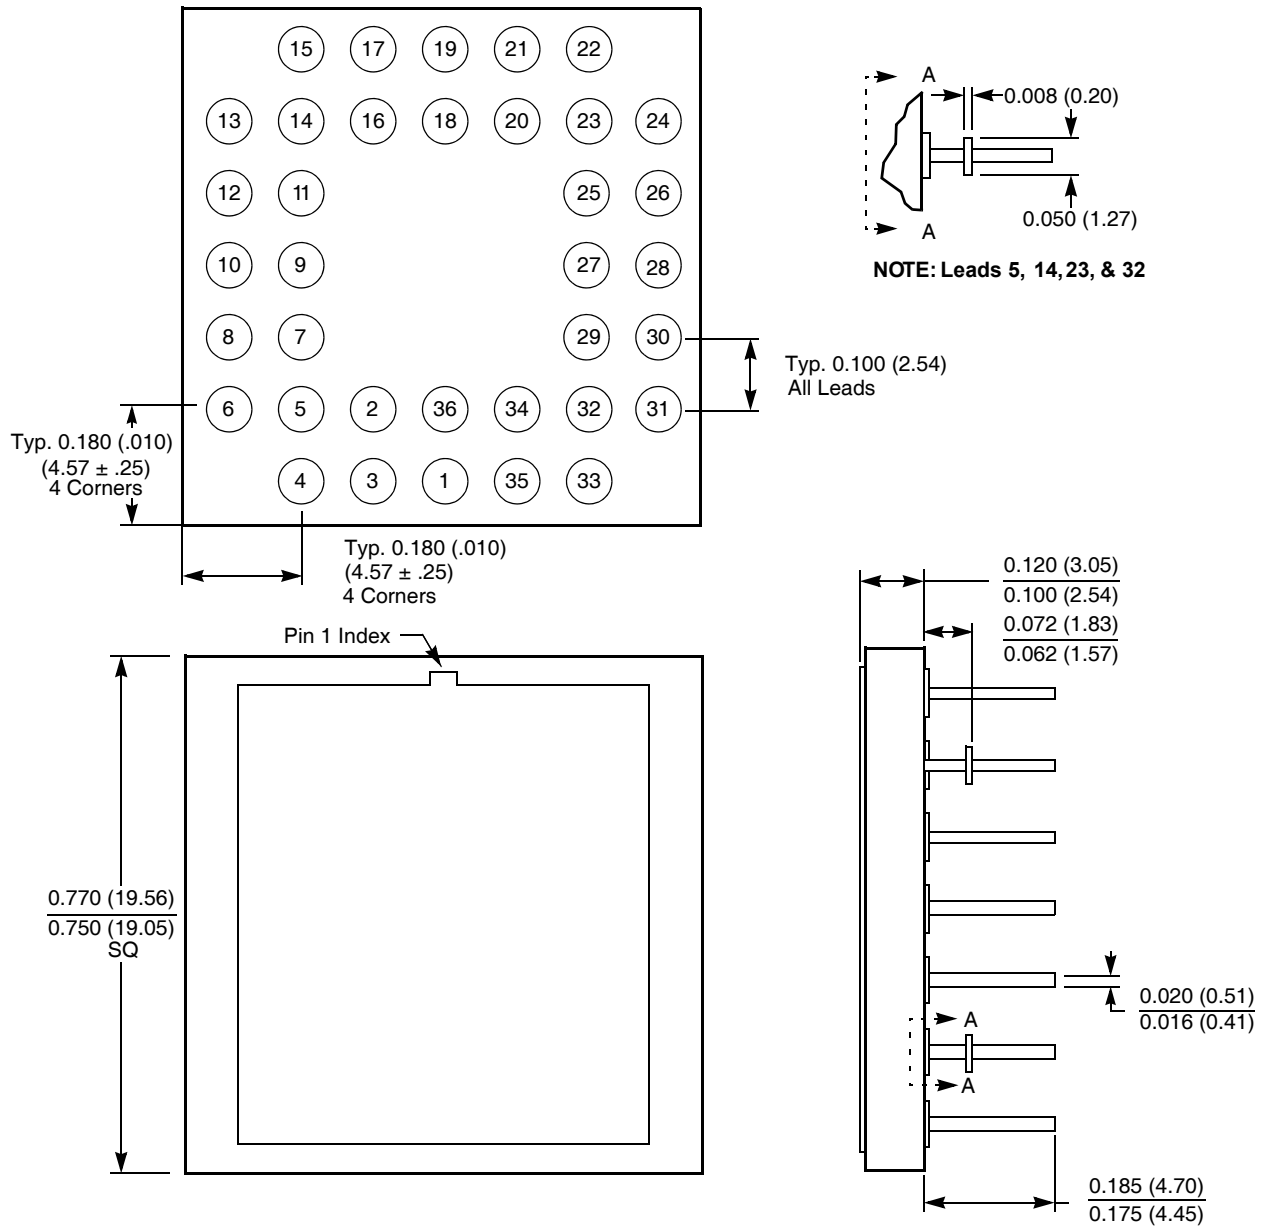 15 17 19 21 22
13 14 16 18 20 23 24
12 11 25 26
10 9 27 28
8 7 29 30
6 5 2 36 34 32 31
4 3 1 35 33
Typ. 0.100 (2.54)
All Leads
Typ. 0.180 (.010)
(4.57 ± .25)
4 Corners
Typ. 0.180 (.010)
(4.57 ± .25)
4 Corners
A
0.008 (0.20)
0.050 (1.27)
A
NOTE: Leads 5, 14, 23, & 32
Pin 1 Index
0.770 (19.56)
0.750 (19.05)
SQ
0.120 (3.05)
0.100 (2.54)
0.072 (1.83)
0.062 (1.57)
0.020 (0.51)
0.016 (0.41)
A
A
0.185 (4.70)
0.175 (4.45)